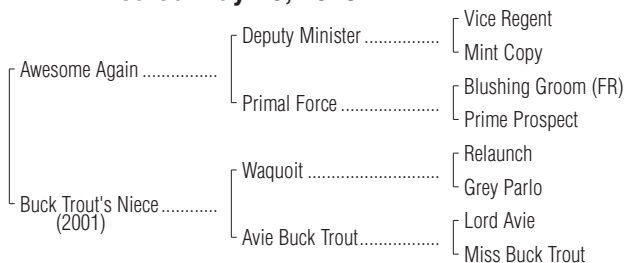 Vice Regent
Deputy Minister ................
Mint Copy
Awesome Again ................
Blushing Groom (FR)
Primal Force .....................
Prime Prospect
Relaunch
Waquoit ............................
Grey Parlo
Buck Trout's Niece ............
(2001)
Lord Avie
Avie Buck Trout.................
Miss Buck Trout